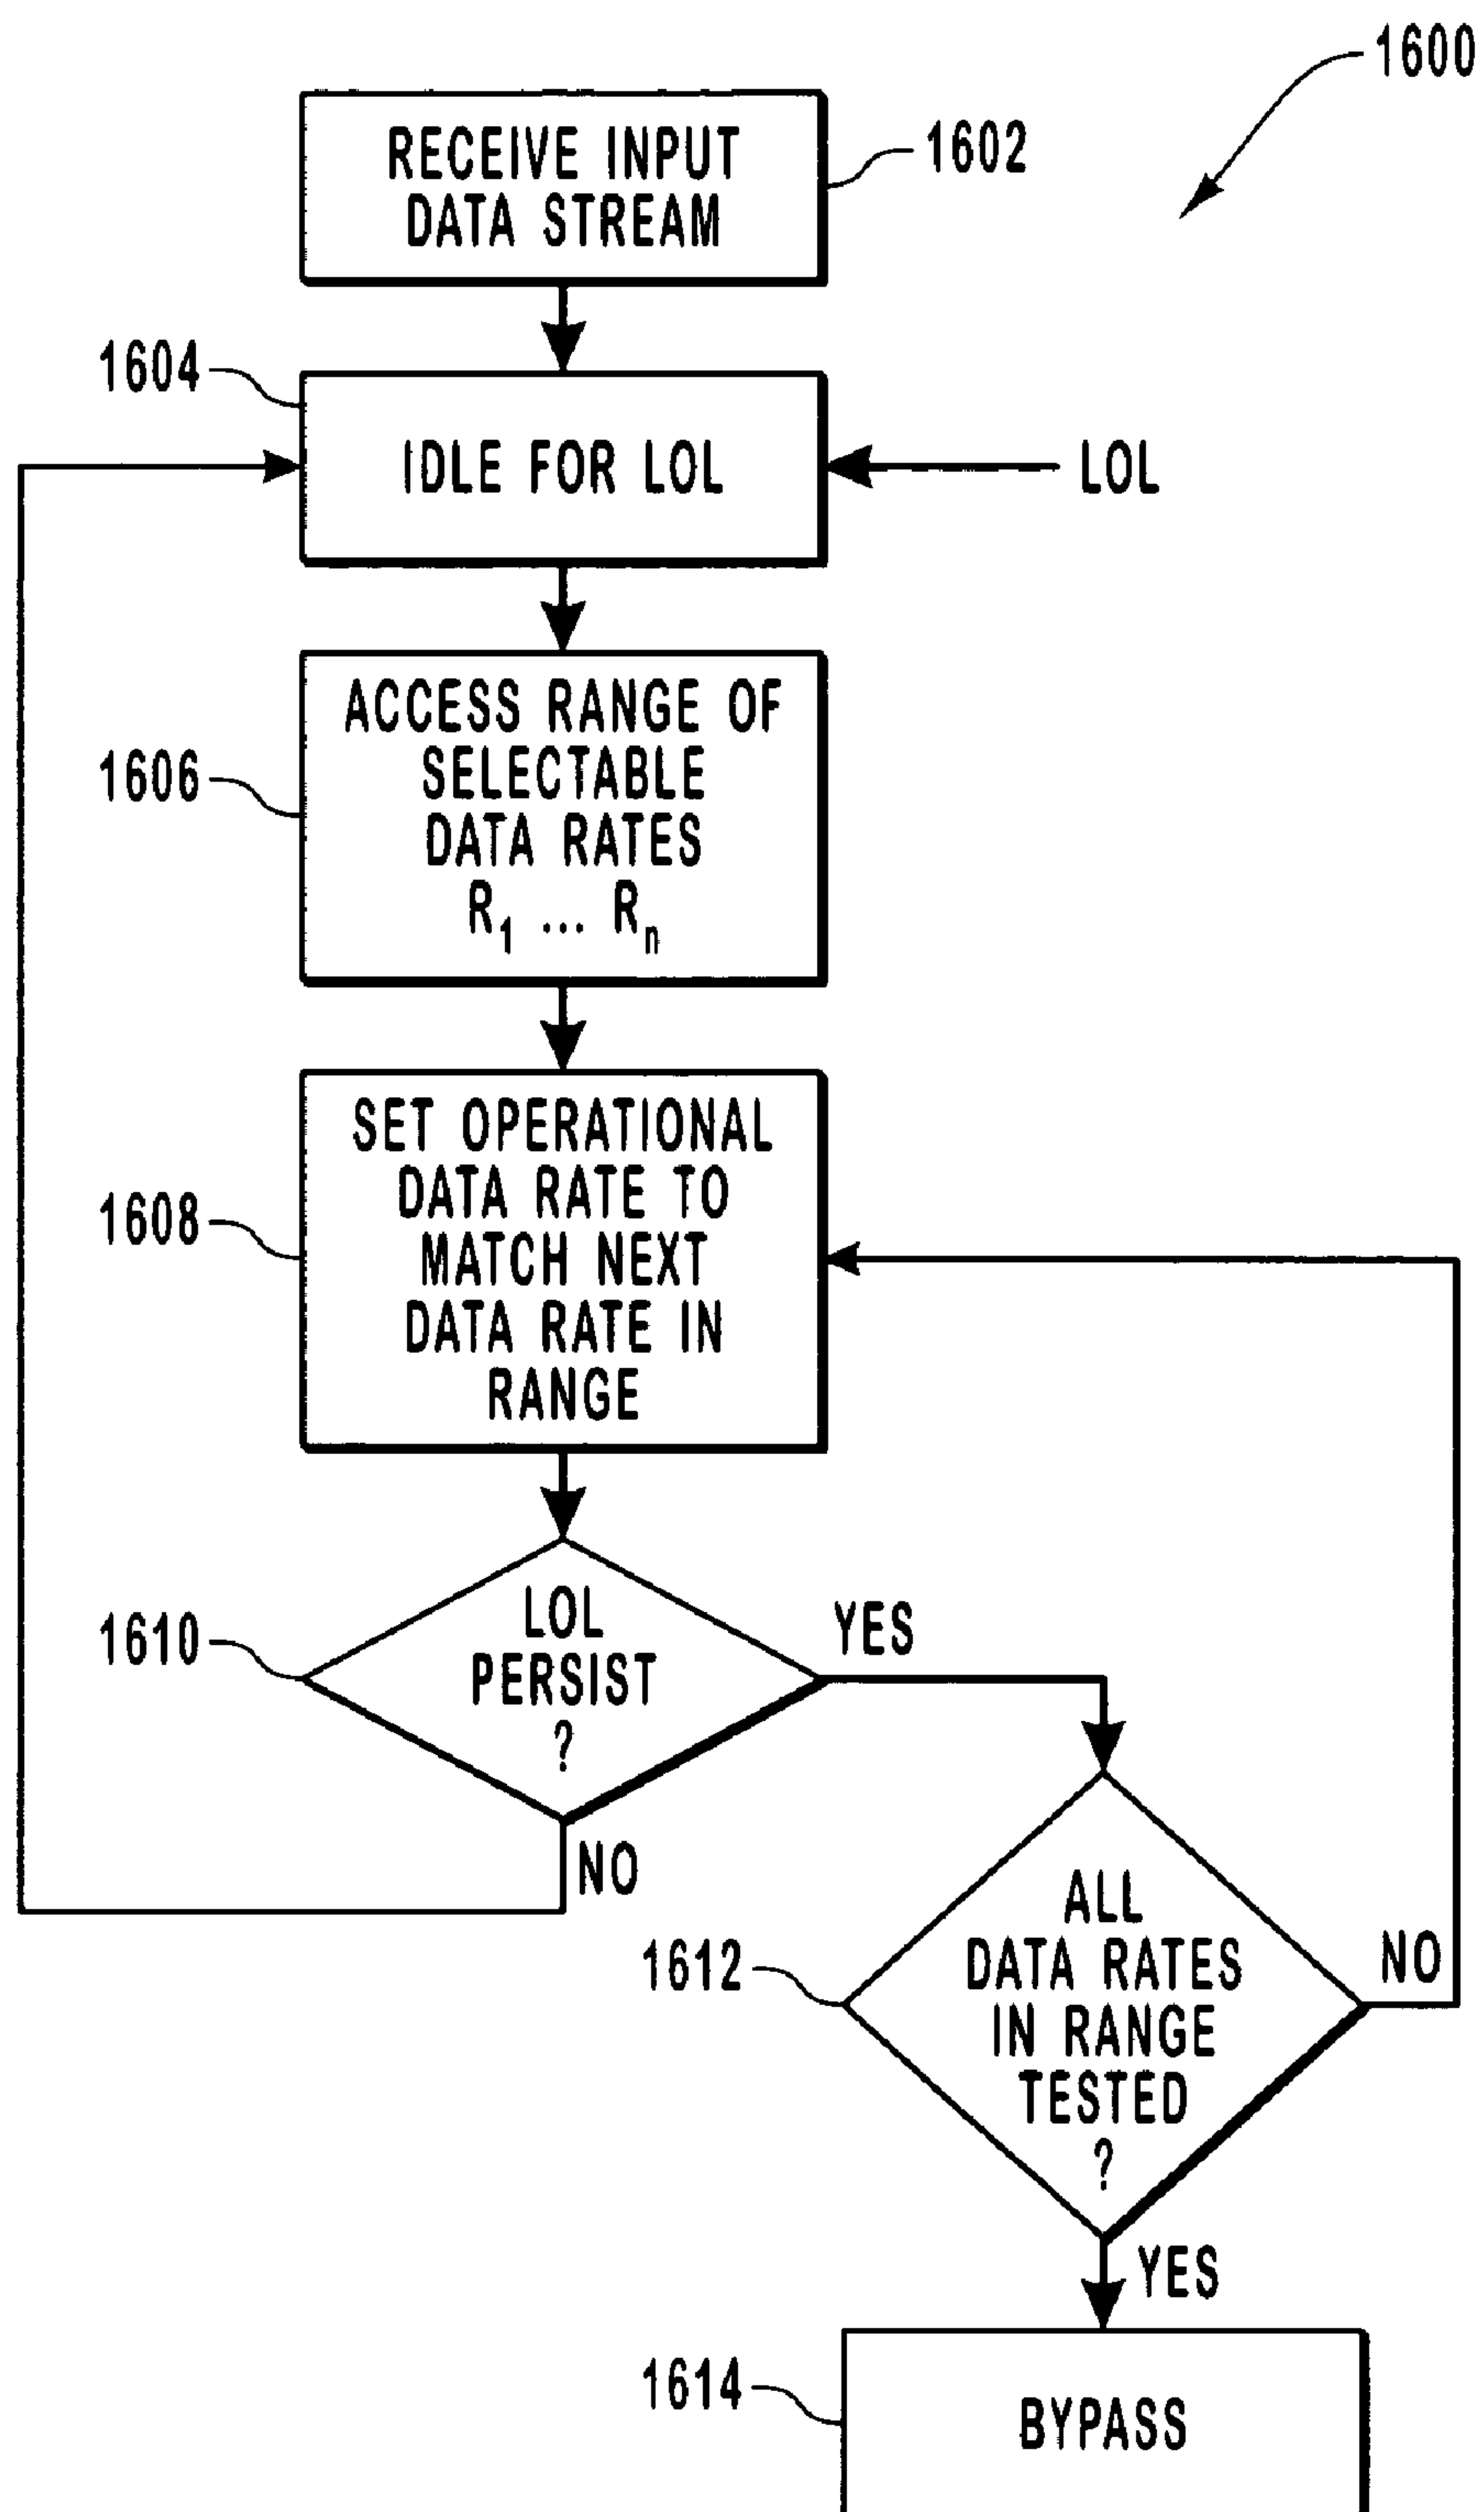 1600
RECEIVE INPUT
DATA STREAM
1602
1604
IDLE FOR LOL
LOL
ACCESS RANGE OF
SELECTABLE
DATA RATES
R₁ ... Rₙ
1606
SET OPERATIONAL
DATA RATE TO
MATCH NEXT
DATA RATE IN
RANGE
1608
LOL
PERSIST
?
1610
YES
NO
ALL
DATA RATES
IN RANGE
TESTED
?
1612
NO
YES
1614
BYPASS